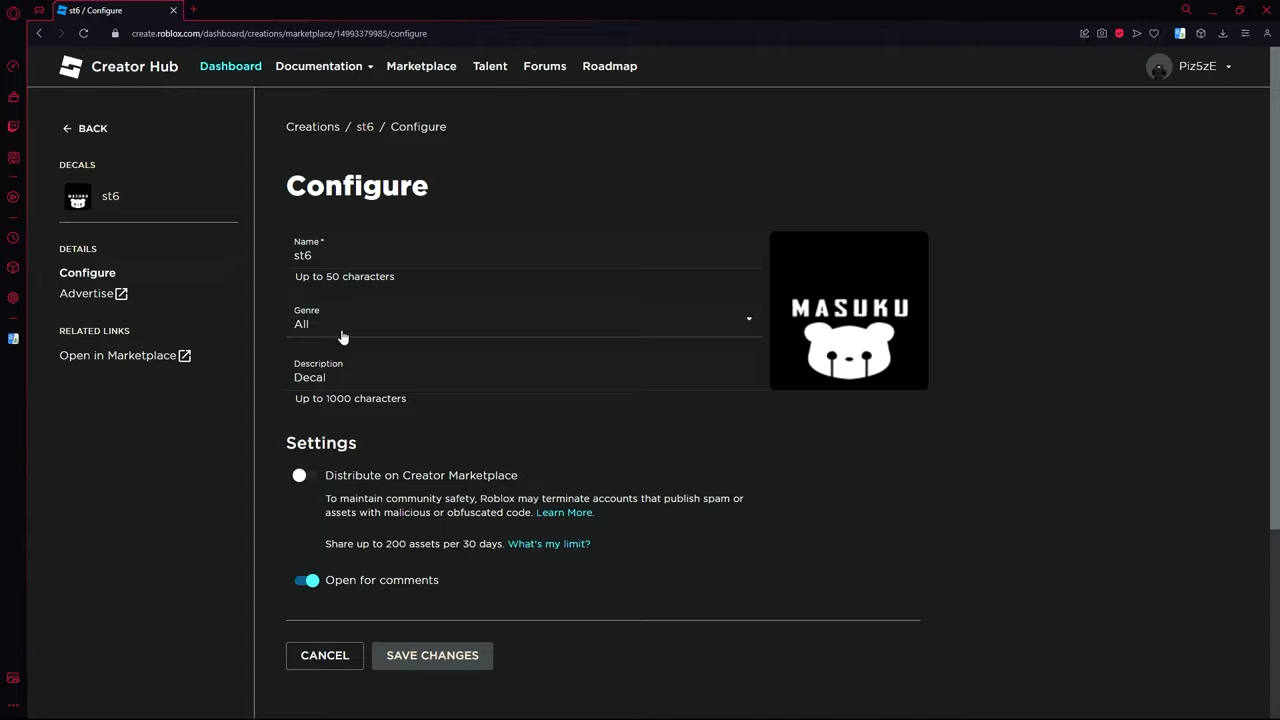 st6 / Configure
create.roblox.com/dashboard/creations/marketplace/14993379985/configure
Creator Hub
Dashboard
Documentation
Marketplace
Talent
Forums
Roadmap
Piz5zE
BACK
DECALS
st6
DETAILS
Configure
Advertise
RELATED LINKS
Open in Marketplace
Creations / st6 / Configure
Configure
Name*
st6
Up to 50 characters
Genre
All
Description
Decal
Up to 1000 characters
MASUKU
Settings
Distribute on Creator Marketplace
To maintain community safety, Roblox may terminate accounts that publish spam or
assets with malicious or obfuscated code. Learn More.
Share up to 200 assets per 30 days. What's my limit?
Open for comments
CANCEL
SAVE CHANGES